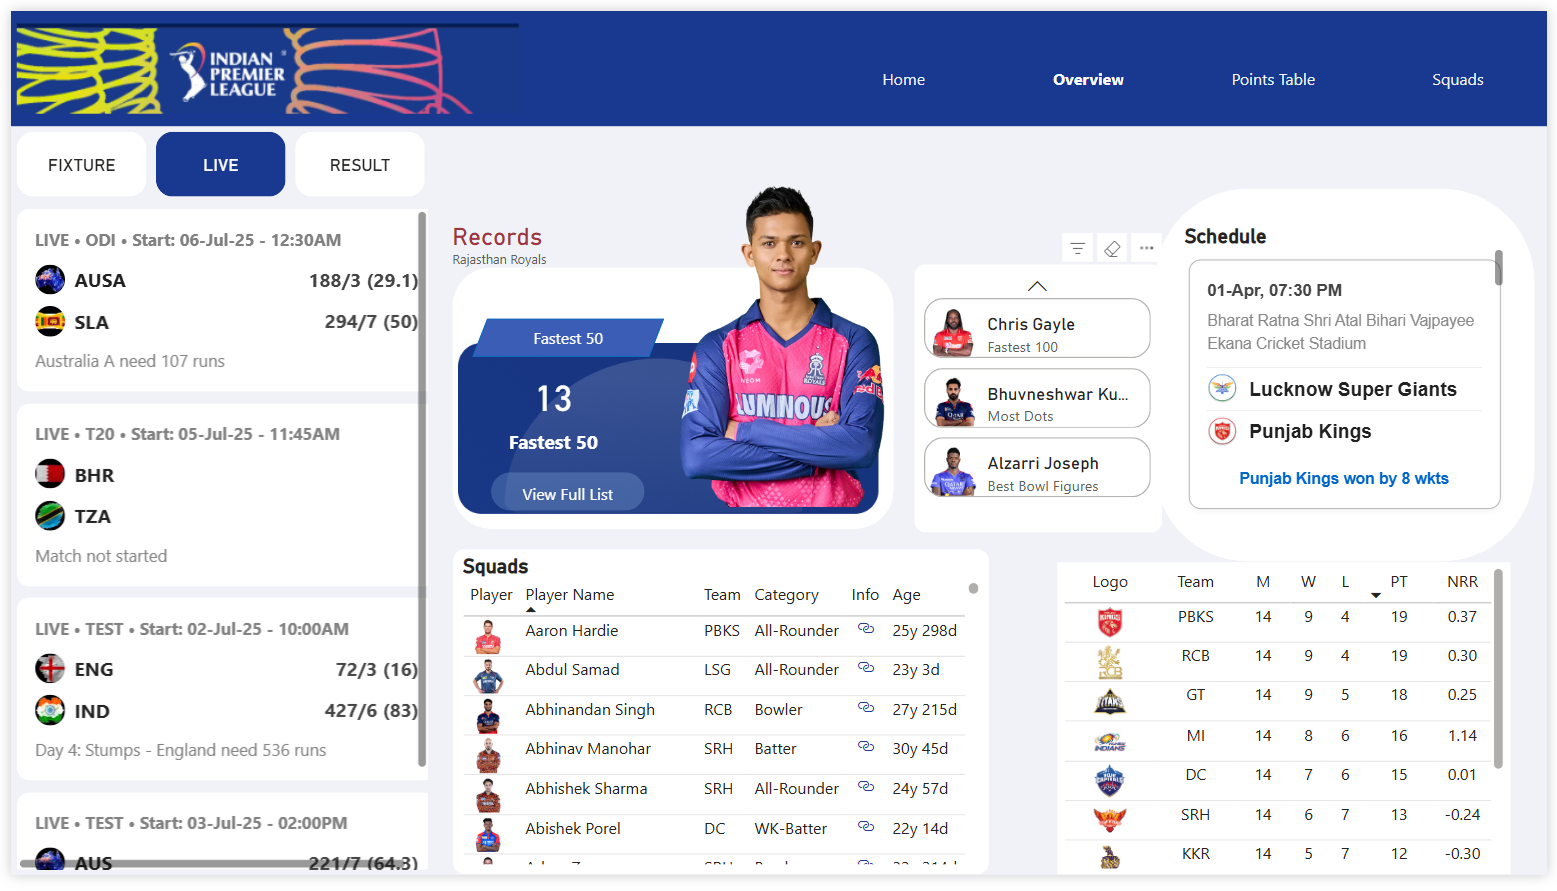 INDIAN
PREMIER
LEAGUE
Home
Overview
Points Table
Squads
FIXTURE
LIVE
RESULT
LIVE • ODI • Start: 06-Jul-25 - 12:30AM
AUSA 188/3 (29.1)
SLA 294/7 (50)
Australia A need 107 runs
LIVE • T20 • Start: 05-Jul-25 - 11:45AM
BHR
TZA
Match not started
LIVE • TEST • Start: 02-Jul-25 - 10:00AM
ENG 72/3 (16)
IND 427/6 (83)
Day 4: Stumps - England need 536 runs
LIVE • TEST • Start: 03-Jul-25 - 02:00PM
AUS 221/7 (64.3)
Records
Rajasthan Royals
Fastest 50
13
Fastest 50
View Full List
LUMINOUS
Chris Gayle
Fastest 100
Bhuvneshwar Ku...
Most Dots
Alzarri Joseph
Best Bowl Figures
Schedule
01-Apr, 07:30 PM
Bharat Ratna Shri Atal Bihari Vajpayee
Ekana Cricket Stadium
Lucknow Super Giants
Punjab Kings
Punjab Kings won by 8 wkts
Squads
Player Player Name Team Category Info Age
Aaron Hardie PBKS All-Rounder 25y 298d
Abdul Samad LSG All-Rounder 23y 3d
Abhinandan Singh RCB Bowler 27y 215d
Abhinav Manohar SRH Batter 30y 45d
Abhishek Sharma SRH All-Rounder 24y 57d
Abishek Porel DC WK-Batter 22y 14d
Logo Team M W L PT NRR
PBKS 14 9 4 19 0.37
RCB 14 9 4 19 0.30
GT 14 9 5 18 0.25
MI 14 8 6 16 1.14
DC 14 7 6 15 0.01
SRH 14 6 7 13 -0.24
KKR 14 5 7 12 -0.30